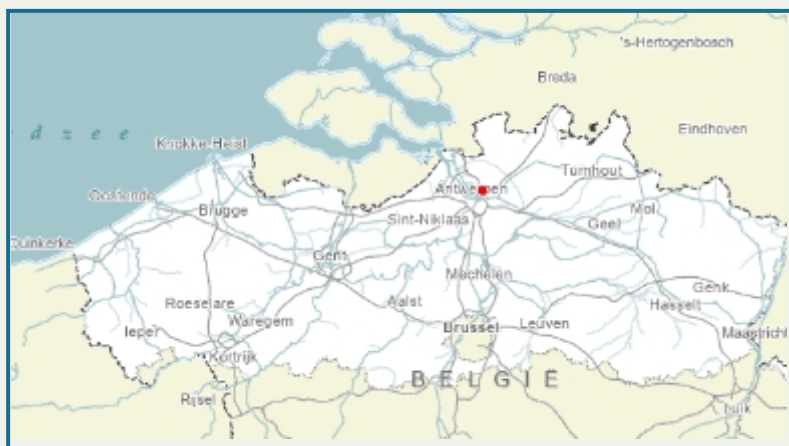 's-Hertogenbosch
Breda
dzee
Eindhoven
Knokke-Heist
Turnhout
Antwerpen
Oostende
Mol
Brugge
Sint-Niklaas
Geel
Duinkerke
Gent
Mechelen
Genk
Roeselare
Aalst
Hasselt
Waregem
Brussel
Leuven
Ieper
Maastricht
Kortrijk
BELGIË
Rijsel
Luik